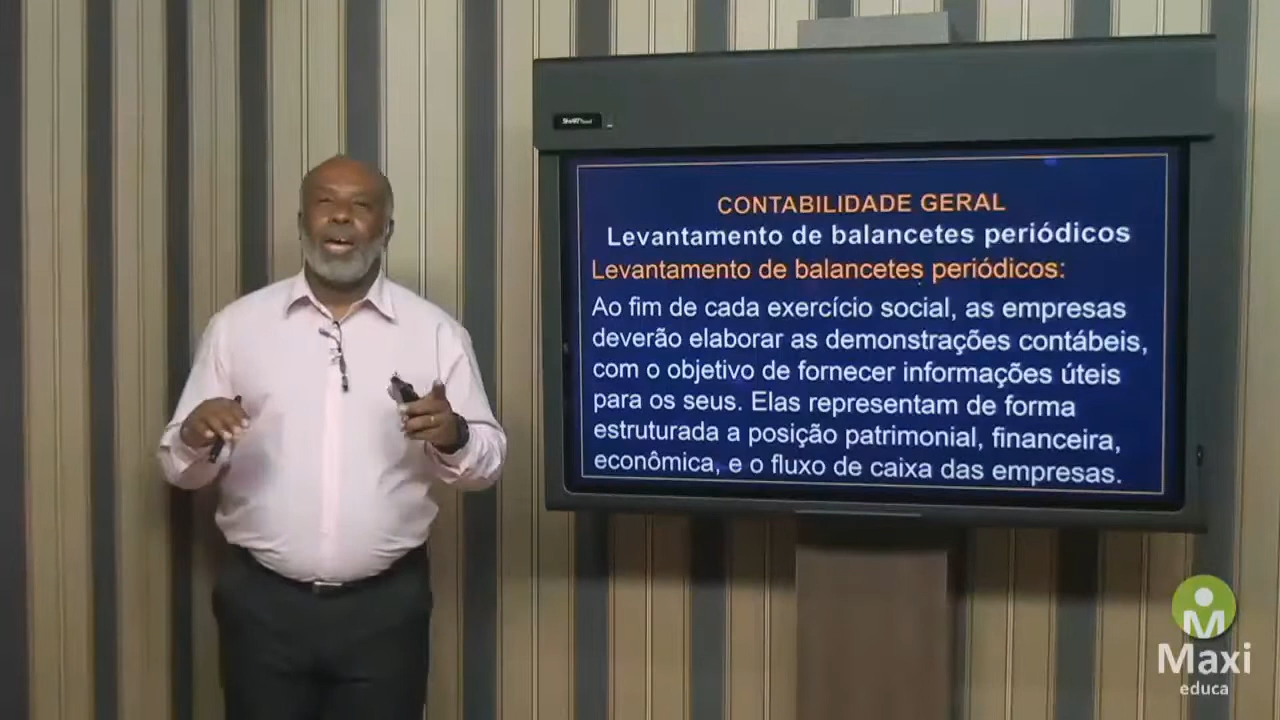 SMART
CONTABILIDADE GERAL
Levantamento de balancetes periódicos
Levantamento de balancetes periódicos:
Ao fim de cada exercício social, as empresas
deverão elaborar as demonstrações contábeis,
com o objetivo de fornecer informações úteis
para os seus. Elas representam de forma
estruturada a posição patrimonial, financeira,
econômica, e o fluxo de caixa das empresas.
M
Maxi
educa